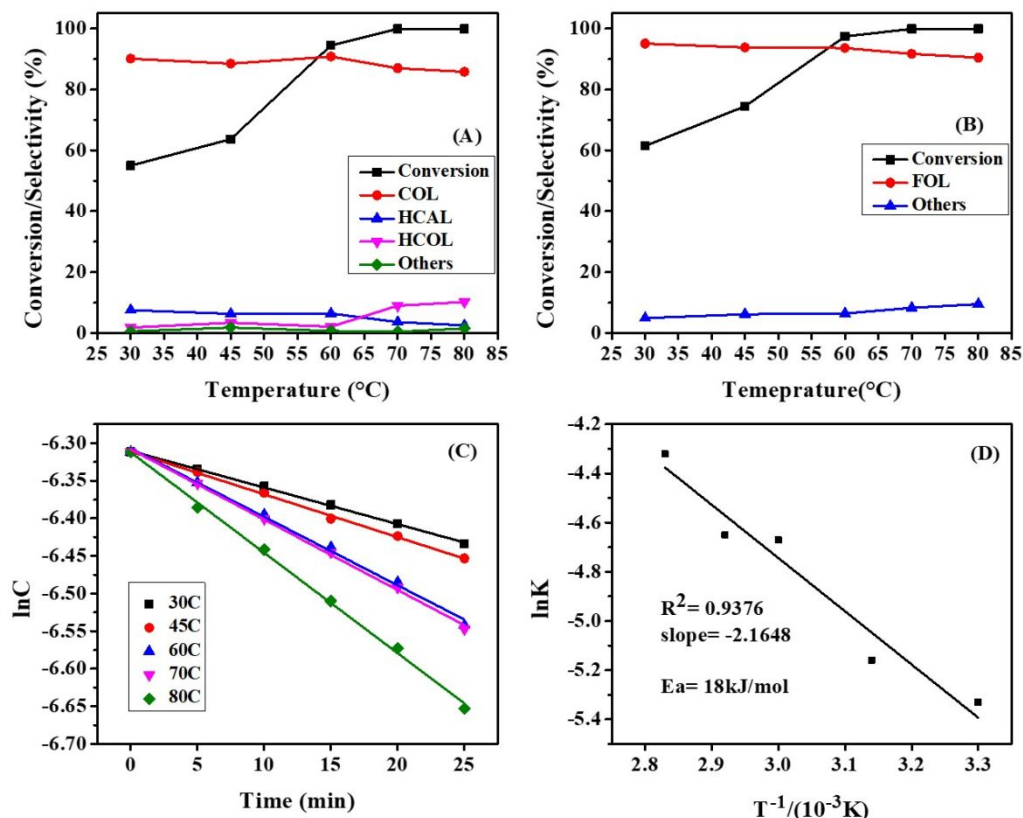 Conversion/Selectivity (%)
100
80
60
40
20
0
(A)
Conversion
COL
HCAL
HCOL
Others
25 30 35 40 45 50 55 60 65 70 75 80 85
Temperature (°C)
Conversion/Selectivity (%)
100
80
60
40
20
0
(B)
Conversion
FOL
Others
25 30 35 40 45 50 55 60 65 70 75 80 85
Temeprature(°C)
lnC
-6.30
-6.35
-6.40
-6.45
-6.50
-6.55
-6.60
-6.65
-6.70
(C)
30C
45C
60C
70C
80C
0 5 10 15 20 25
Time (min)
lnK
-4.2
-4.4
-4.6
-4.8
-5.0
-5.2
-5.4
(D)
R²= 0.9376
slope= -2.1648
Ea= 18kJ/mol
2.8 2.9 3.0 3.1 3.2 3.3
T⁻¹/(10⁻³K)